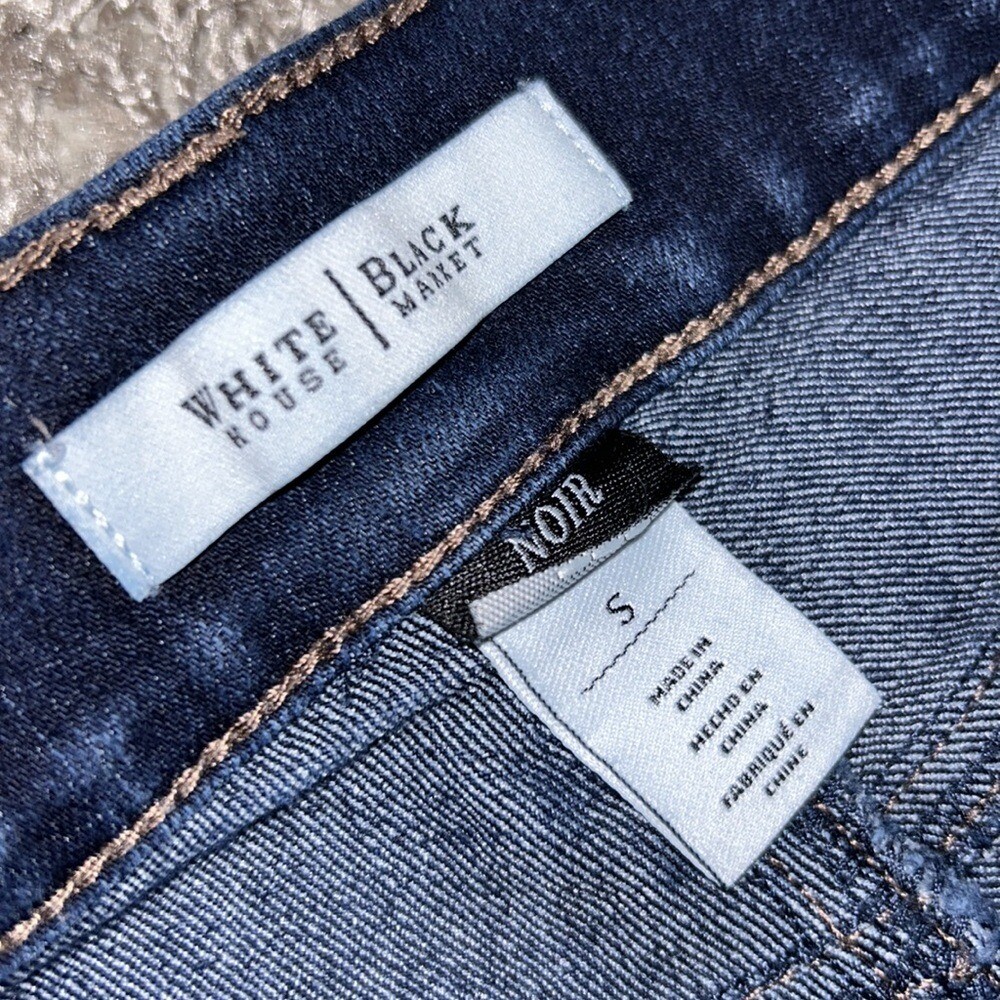 WHITE | BLACK
HOUSE MARKET
NOIR
S
MADE IN
CHINA
HECHO EN
CHINA
FABRIQUÉ EN
CHINE